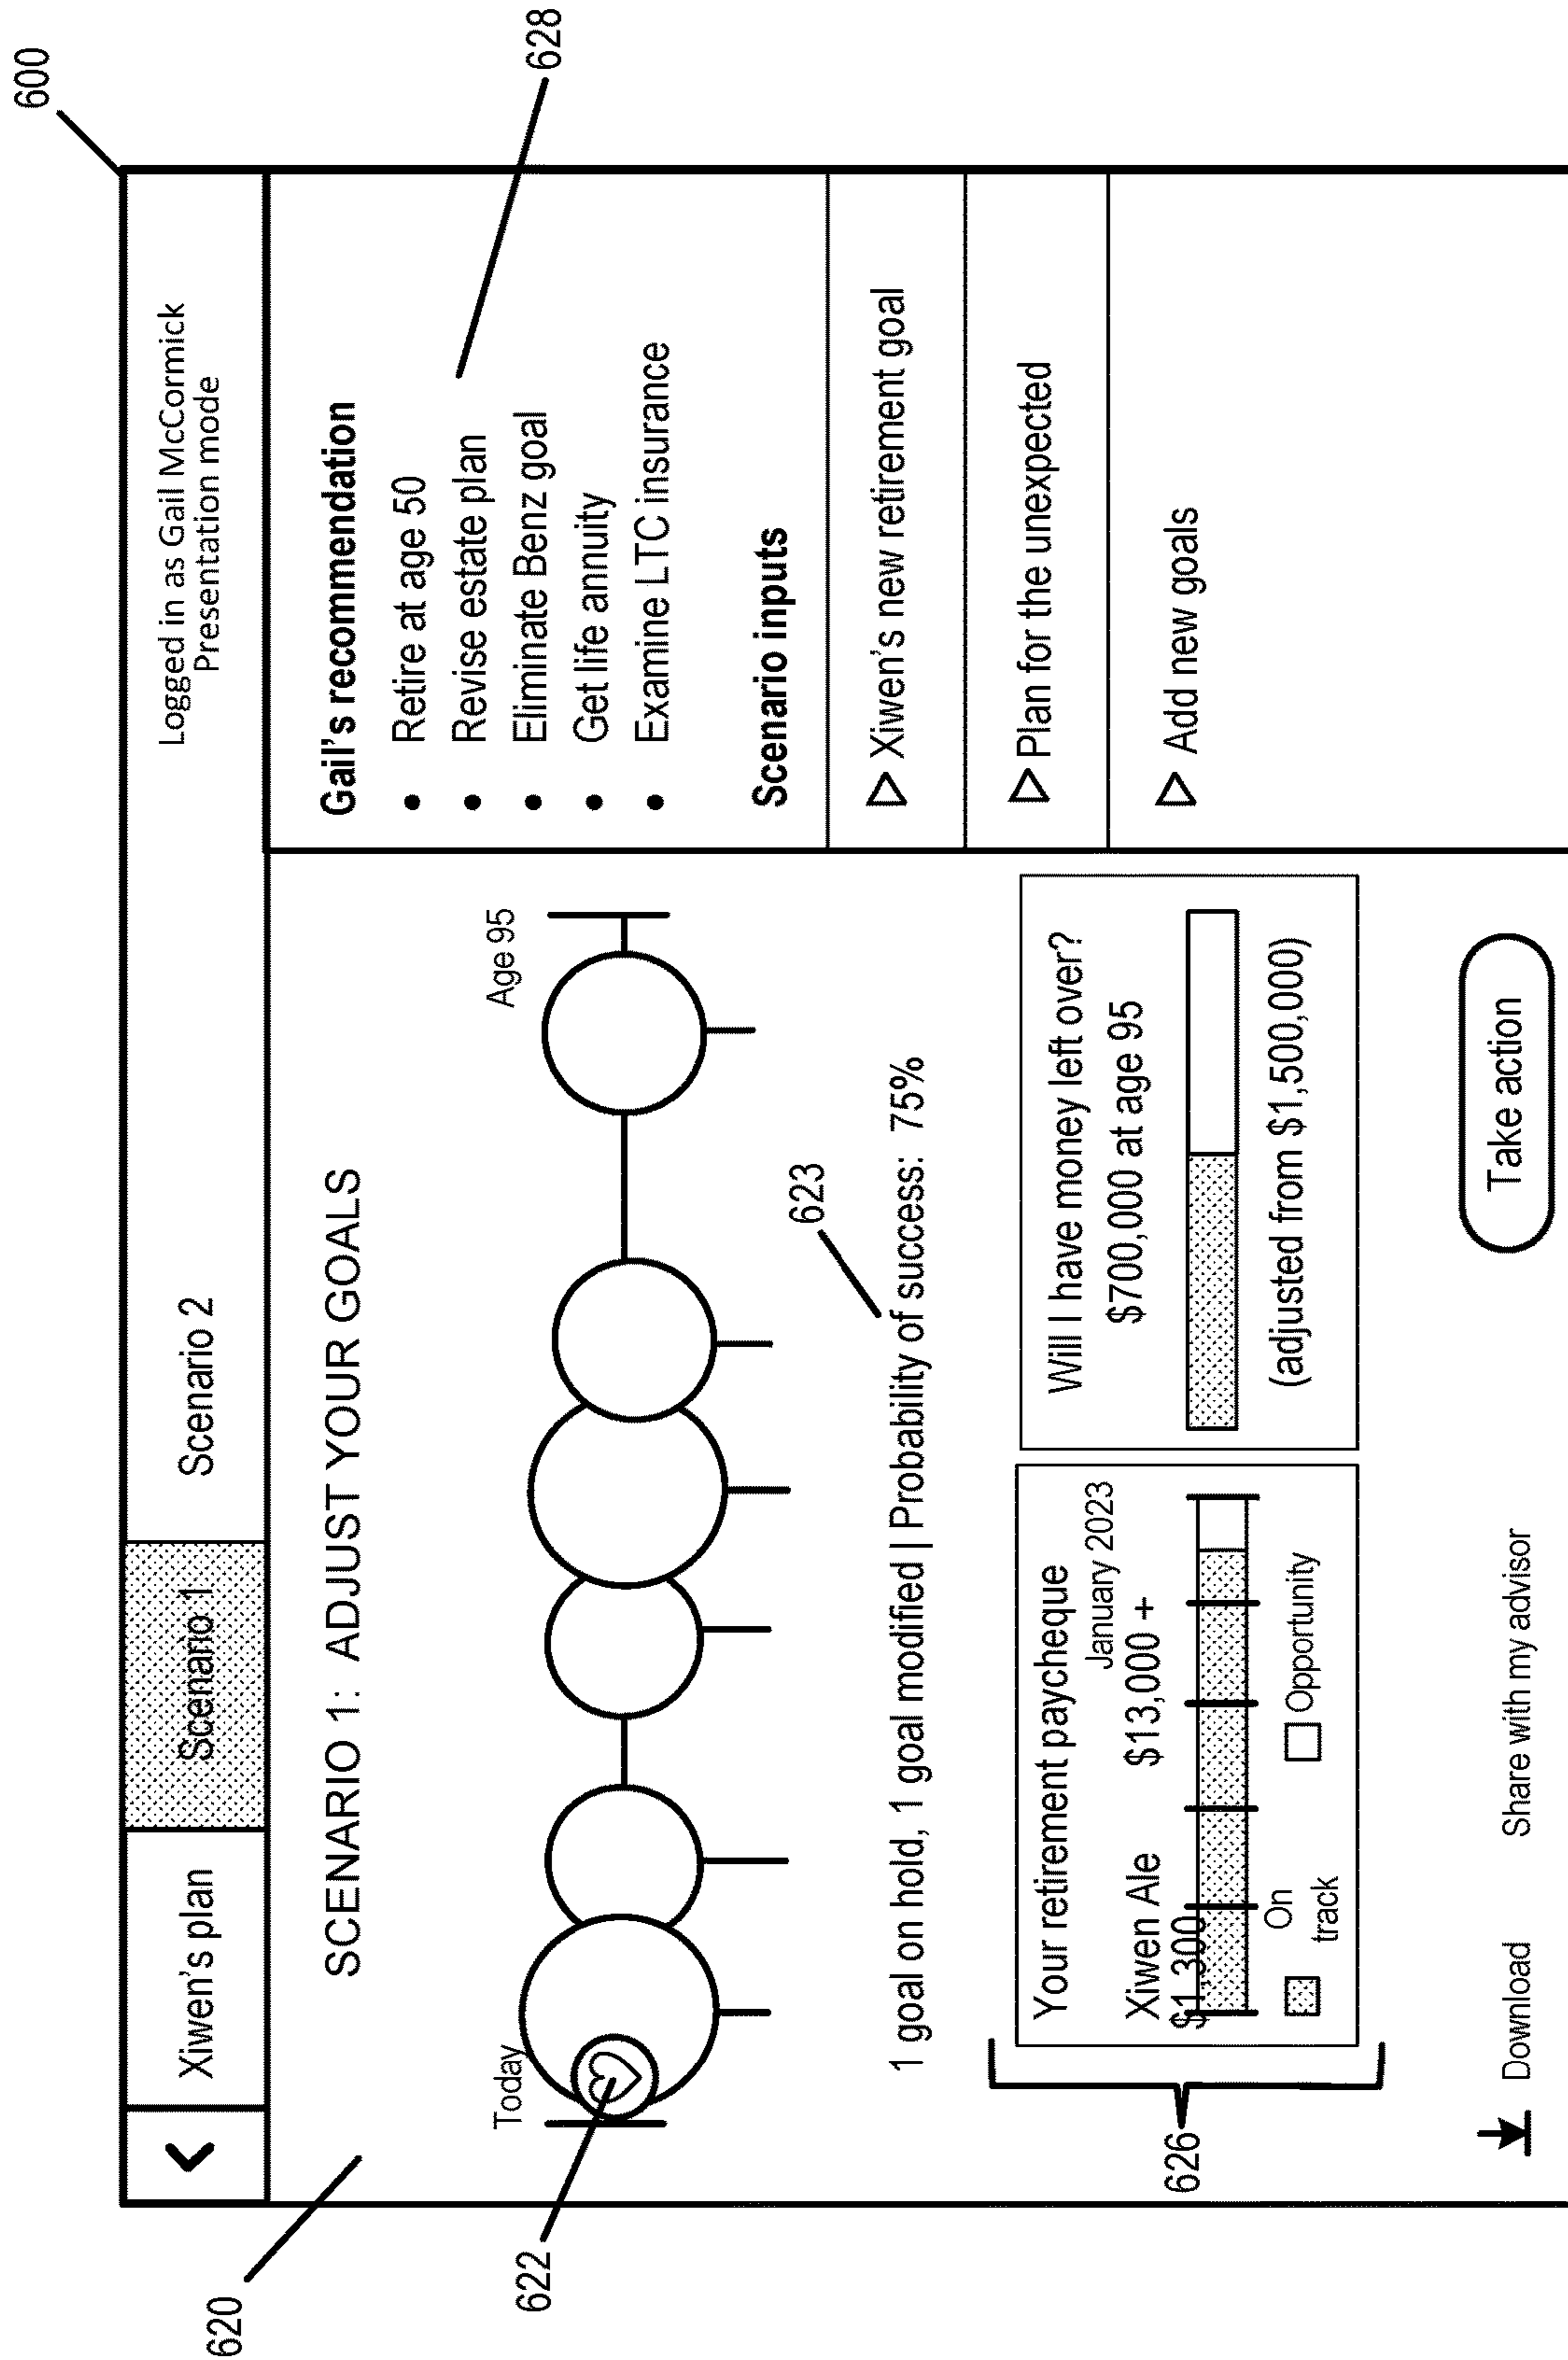 600
Logged in as Gail McCormick
Presentation mode
Xiwen's plan
Scenario 1
Scenario 2
620
SCENARIO 1: ADJUST YOUR GOALS
Today
Age 95
622
623
1 goal on hold, 1 goal modified | Probability of success: 75%
626
Your retirement paycheque
January 2023
Xiwen Ale $13,000 +
$1,300
On
track
Opportunity
Will I have money left over?
$700,000 at age 95
(adjusted from $1,500,000)
Download
Share with my advisor
Take action
Gail's recommendation
• Retire at age 50
• Revise estate plan
• Eliminate Benz goal
• Get life annuity
• Examine LTC insurance
628
Scenario inputs
Xiwen's new retirement goal
Plan for the unexpected
Add new goals